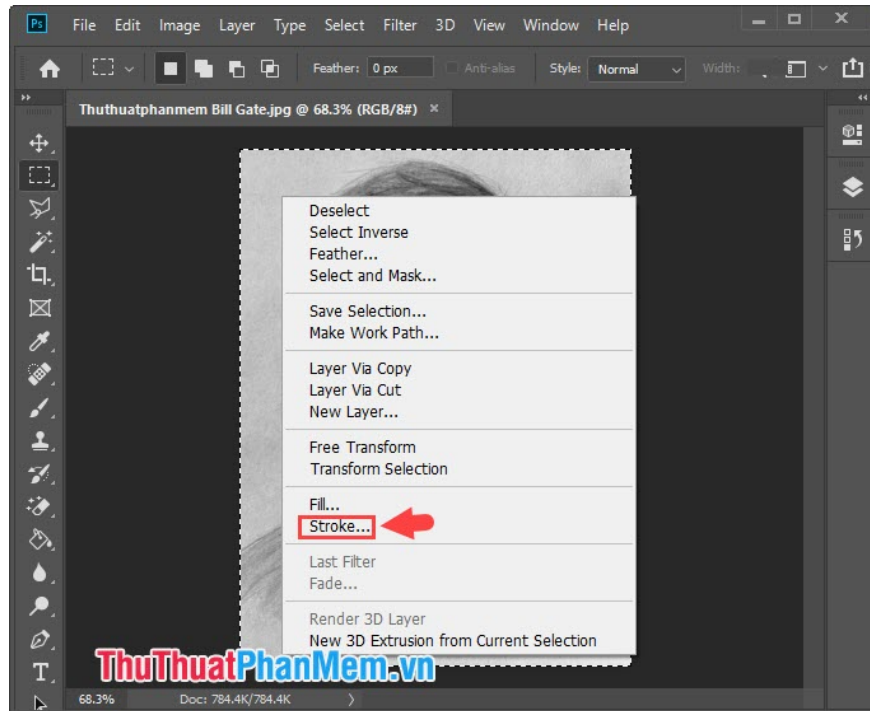 Ps File Edit Image Layer Type Select Filter 3D View Window Help
Feather: 0 px Anti-alias Style: Normal Width:
Thuthuatphanmem Bill Gate.jpg @ 68.3% (RGB/8#) ×
Deselect
Select Inverse
Feather...
Select and Mask...
Save Selection...
Make Work Path...
Layer Via Copy
Layer Via Cut
New Layer...
Free Transform
Transform Selection
Fill...
Stroke...
Last Filter
Fade...
Render 3D Layer
New 3D Extrusion from Current Selection
ThuThuatPhanMem.vn
68.3% Doc: 784.4K/784.4K